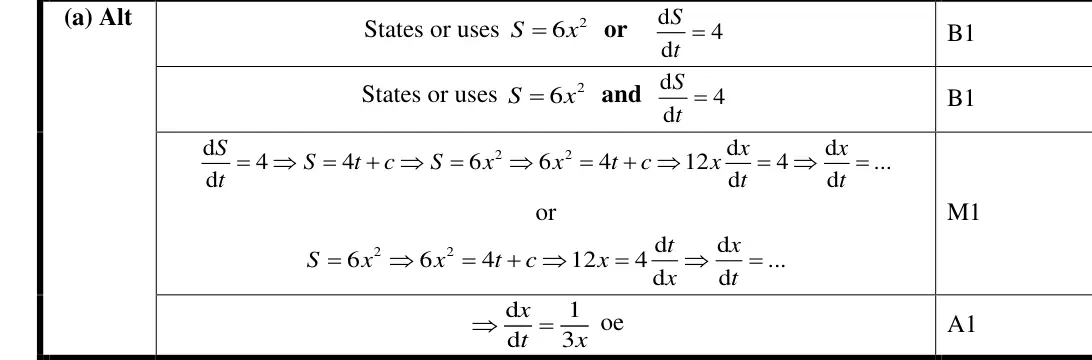 (a) Alt
States or uses S = 6x² or dS/dt = 4
B1
States or uses S = 6x² and dS/dt = 4
B1
dS/dt = 4 ⇒ S = 4t + c ⇒ S = 6x² ⇒ 6x² = 4t + c ⇒ 12x dx/dt = 4 ⇒ dx/dt = ...
or
S = 6x² ⇒ 6x² = 4t + c ⇒ 12x = 4 dt/dx ⇒ dx/dt = ...
M1
⇒ dx/dt = 1/3x oe
A1